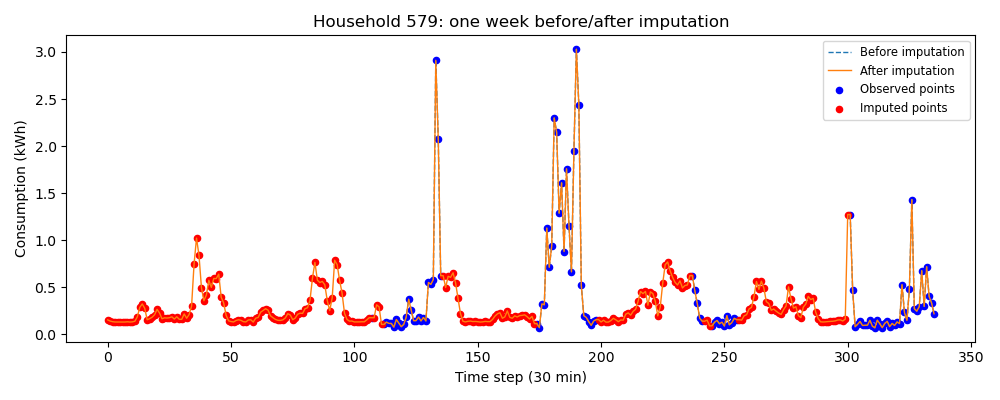 Household 579: one week before/after imputation
Consumption (kWh)
3.0
2.5
2.0
1.5
1.0
0.5
0.0
Before imputation
After imputation
Observed points
Imputed points
0
50
100
150
200
250
300
350
Time step (30 min)